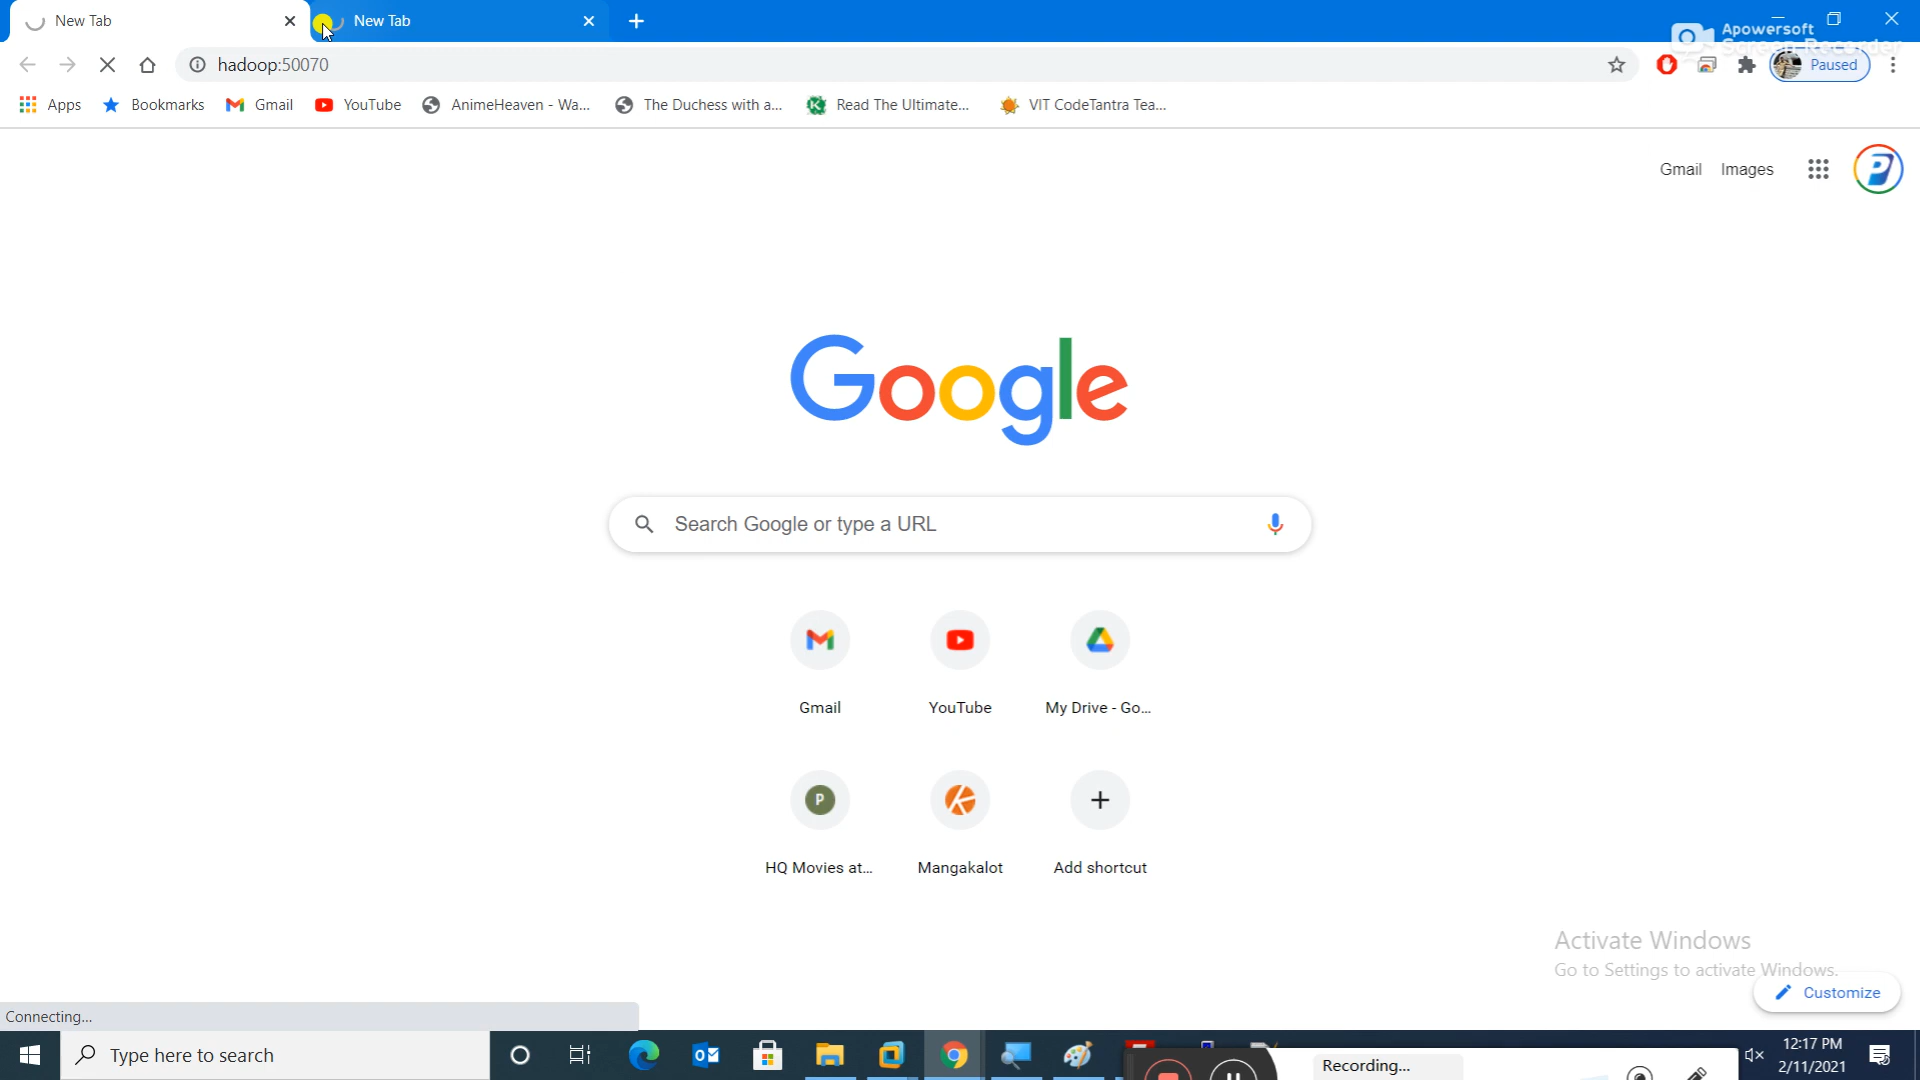 New Tab
New Tab
Apowersoft
Screen Recorder
hadoop:50070
Paused
Apps
Bookmarks
Gmail
YouTube
AnimeHeaven - Wa...
The Duchess with a...
Read The Ultimate...
VIT CodeTantra Tea...
Gmail
Images
Google
Search Google or type a URL
Gmail
YouTube
My Drive - Go...
P
HQ Movies at...
Mangakalot
Add shortcut
Activate Windows
Go to Settings to activate Windows.
Customize
Connecting...
Type here to search
Recording...
12:17 PM
2/11/2021